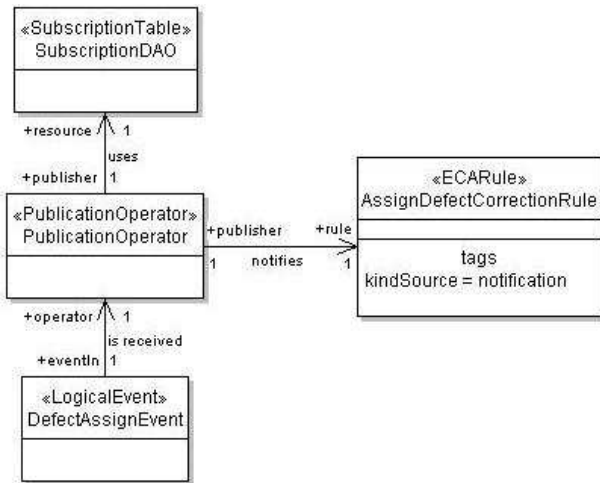 «SubscriptionTable»
SubscriptionDAO
+resource 1
uses
+publisher 1
«PublicationOperator»
PublicationOperator
+publisher +rule
1 notifies 1
«ECARule»
AssignDefectCorrectionRule
tags
kindSource = notification
+operator 1
is received
+eventIn 1
«LogicalEvent»
DefectAssignEvent